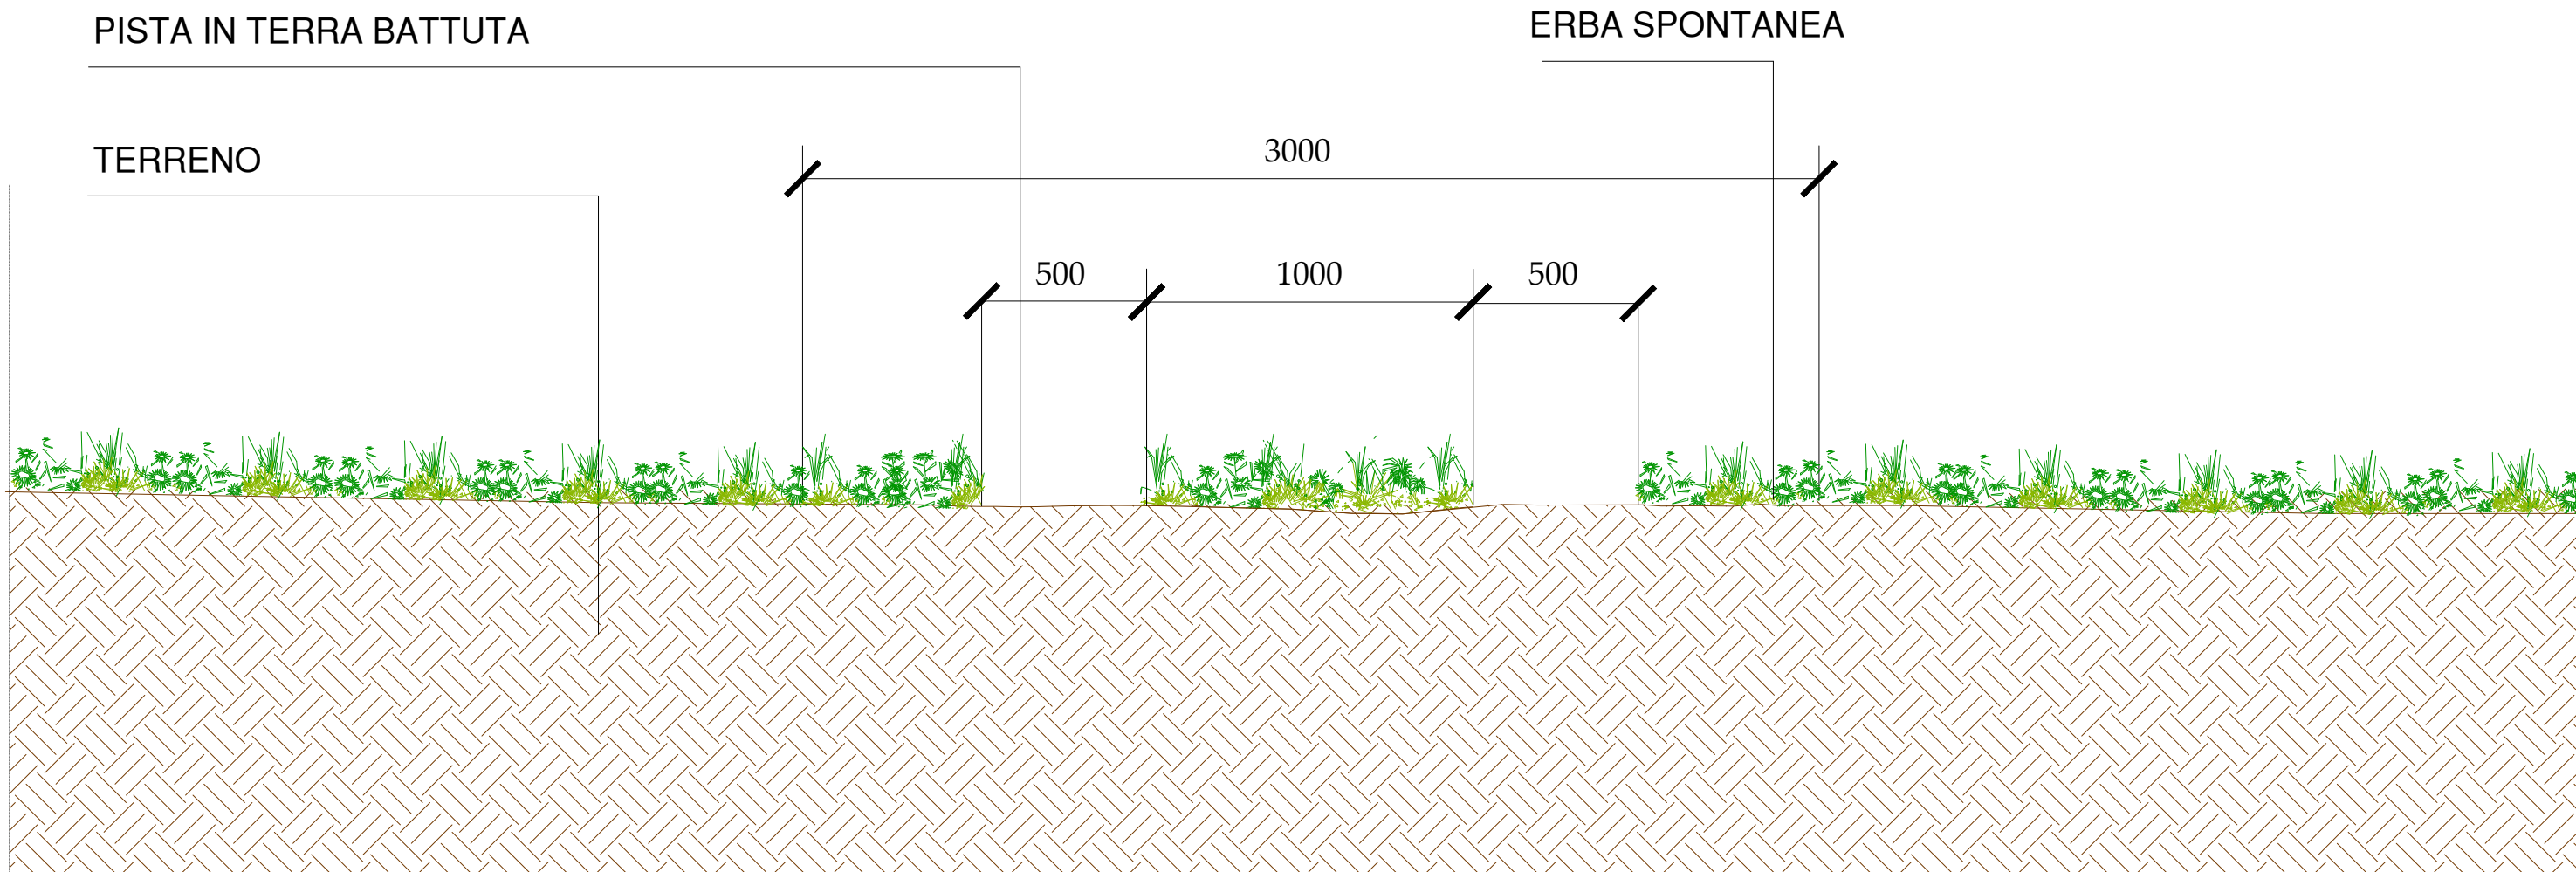 PISTA IN TERRA BATTUTA
ERBA SPONTANEA
TERRENO
3000
500
1000
500